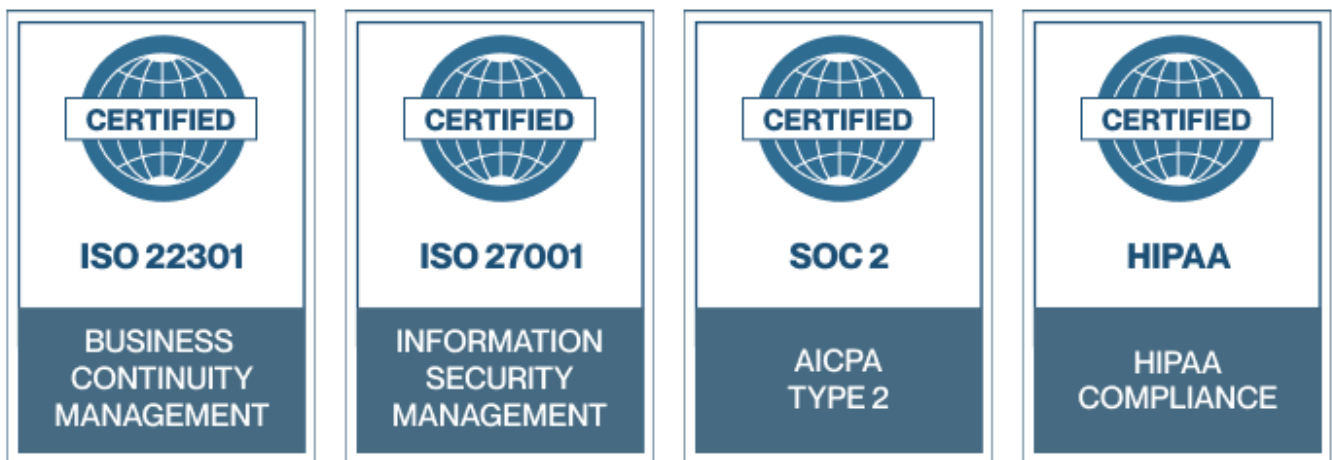 CERTIFIED
ISO 22301
BUSINESS
CONTINUITY
MANAGEMENT
CERTIFIED
ISO 27001
INFORMATION
SECURITY
MANAGEMENT
CERTIFIED
SOC 2
AICPA
TYPE 2
CERTIFIED
HIPAA
HIPAA
COMPLIANCE